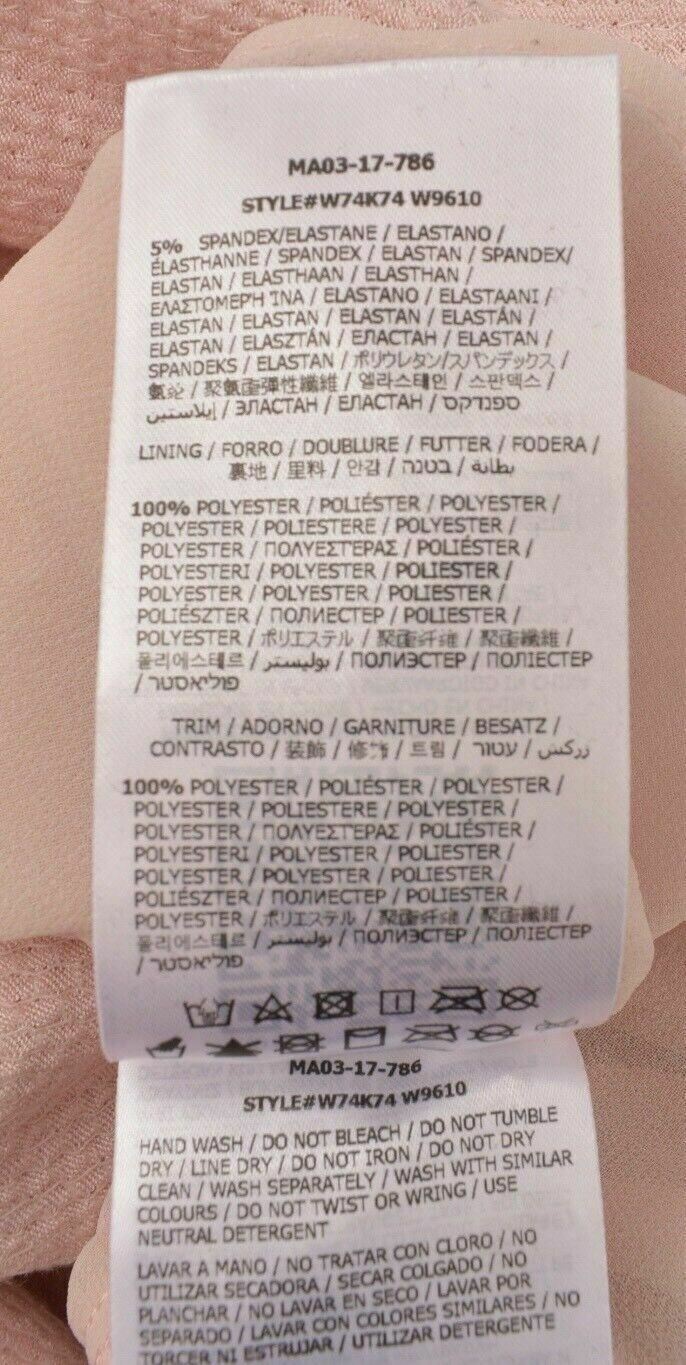 MA03-17-786
STYLE#W74K74 W9610
5% SPANDEX/ELASTANE / ELASTANO /
ÉLASTHANNE / SPANDEX / ELASTAN / SPANDEX/
ELASTAN / ELASTHAAN / ELASTHAN /
ΕΛΑΣΤΟΜΕΡΉ ΊΝΑ / ELASTANO / ELASTAANI /
ELASTAN / ELASTAN / ELASTAN / ELASTÁN /
ELASTAN / ELASZTÁN / ЕЛАСТАН / ELASTAN /
SPANDEKS / ELASTAN / ポリウレタン/スパンデックス /
氨纶 / 聚氨酯彈性纖維 / 엘라스테인 / 스판덱스 /
إيلاستين / ЭЛАСТАН / ЕЛАСТАН / ספנדקס
LINING / FORRO / DOUBLURE / FUTTER / FODERA /
裏地 / 里料 / 안감 / בטנה / بطانة
100% POLYESTER / POLIÉSTER / POLYESTER /
POLYESTER / POLIESTERE / POLYESTER /
POLYESTER / ΠΟΛΥΕΣΤΕΡΑΣ / POLIÉSTER /
POLYESTERI / POLYESTER / POLIESTER /
POLYESTER / POLYESTER / POLIESTER /
POLIÉSZTER / ПОЛИЕСТЕР / POLIESTER /
POLYESTER / ポリエステル / 聚酯纤维 / 聚酯纖維 /
폴리에스테르 / بوليستر / ПОЛИЭСТЕР / ПОЛІЕСТЕР
/ פוליאסטר
TRIM / ADORNO / GARNITURE / BESATZ /
CONTRASTO / 装飾 / 修饰 / 트림 / עטור / زركش
100% POLYESTER / POLIÉSTER / POLYESTER /
POLYESTER / POLIESTERE / POLYESTER /
POLYESTER / ΠΟΛΥΕΣΤΕΡΑΣ / POLIÉSTER /
POLYESTERI / POLYESTER / POLIESTER /
POLYESTER / POLYESTER / POLIESTER /
POLIÉSZTER / ПОЛИЕСТЕР / POLIESTER /
POLYESTER / ポリエステル / 聚酯纤维 / 聚酯纖維 /
폴리에스테르 / بوليستر / ПОЛИЭСТЕР / ПОЛІЕСТЕР
/ פוליאסטר
MA03-17-786
STYLE#W74K74 W9610
HAND WASH / DO NOT BLEACH / DO NOT TUMBLE
DRY / LINE DRY / DO NOT IRON / DO NOT DRY
CLEAN / WASH SEPARATELY / WASH WITH SIMILAR
COLOURS / DO NOT TWIST OR WRING / USE
NEUTRAL DETERGENT
LAVAR A MANO / NO TRATAR CON CLORO / NO
UTILIZAR SECADORA / SECAR COLGADO / NO
PLANCHAR / NO LAVAR EN SECO / LAVAR POR
SEPARADO / LAVAR CON COLORES SIMILARES / NO
TORCER NI ESTRUJAR / UTILIZAR DETERGENTE